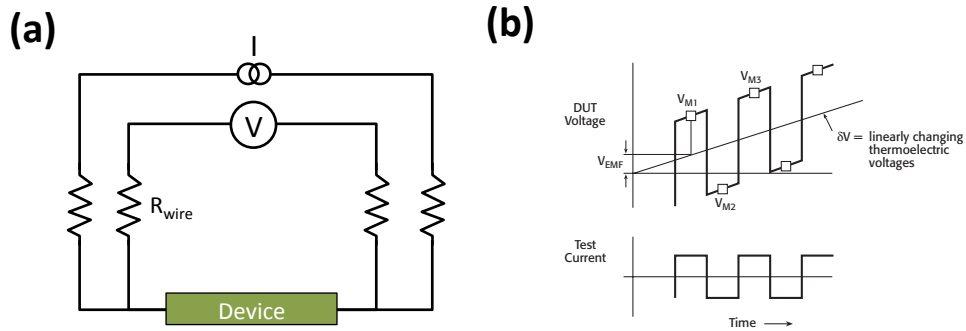 (a)
I
V
R_wire
Device
(b)
DUT
Voltage
V_M1
V_M3
V_EMF
V_M2
δV = linearly changing
thermoelectric
voltages
Test
Current
Time